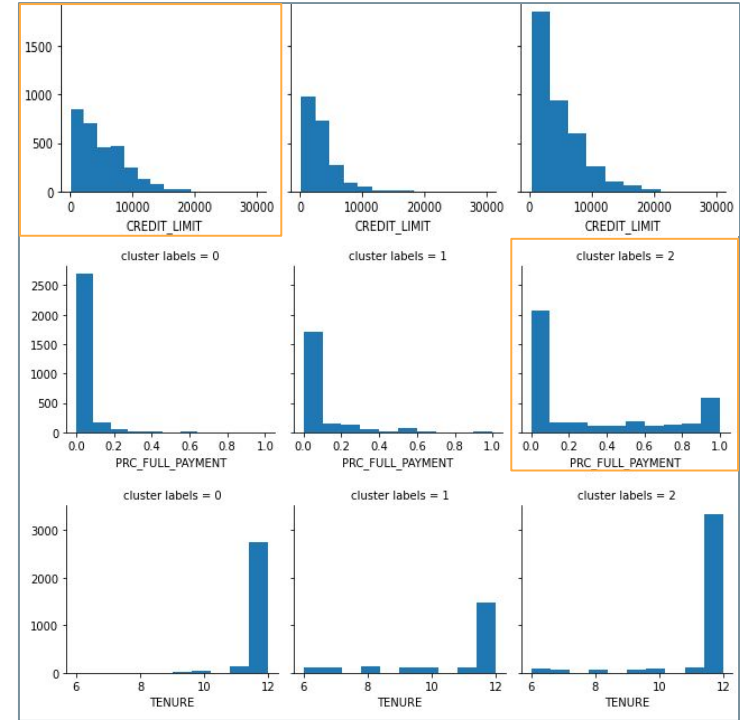 1500
1000
500
0
0 10000 20000 30000 0 10000 20000 30000 0 10000 20000 30000
CREDIT_LIMIT CREDIT_LIMIT CREDIT_LIMIT
cluster labels = 0 cluster labels = 1 cluster labels = 2
2500
2000
1500
1000
500
0
0.0 0.2 0.4 0.6 0.8 1.0 0.0 0.2 0.4 0.6 0.8 1.0 0.0 0.2 0.4 0.6 0.8 1.0
PRC_FULL_PAYMENT PRC_FULL_PAYMENT PRC_FULL_PAYMENT
cluster labels = 0 cluster labels = 1 cluster labels = 2
3000
2000
1000
0
6 8 10 12 6 8 10 12 6 8 10 12
TENURE TENURE TENURE